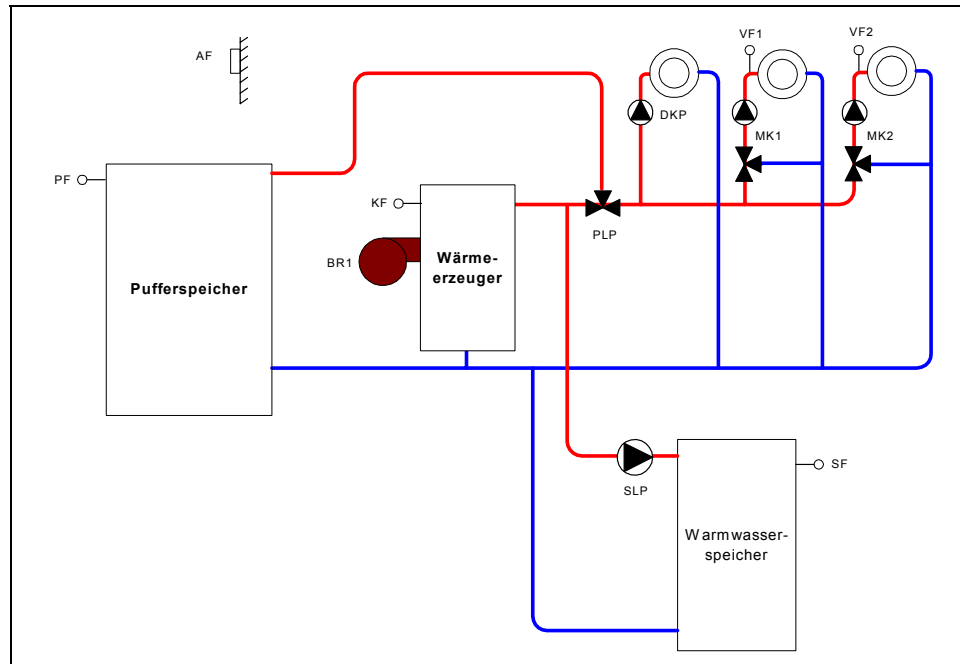 VF1
VF2
AF
DKP
MK1
MK2
PF
KF
PLP
BR1
Wärme-
erzeuger
Pufferspeicher
SF
SLP
Warmwasser-
speicher